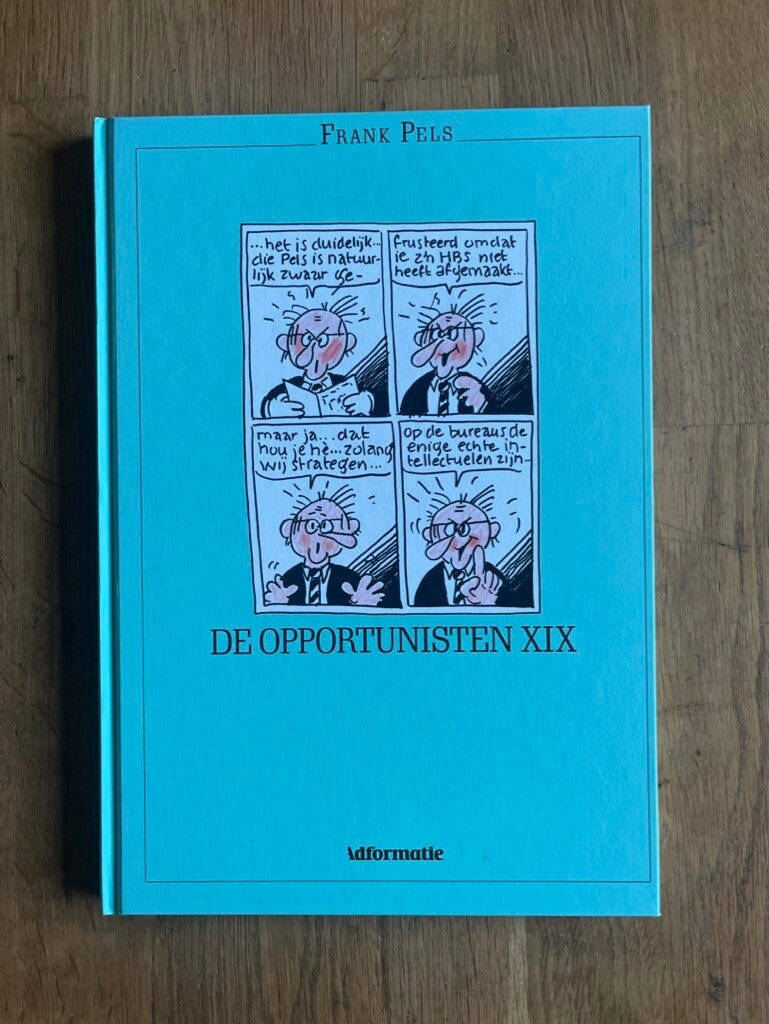 FRANK PELS
...het is duidelijk...
die Pels is natuur-
lijk zwaar ge-
frusteerd omdat
ie z'n HBS niet
heeft afgemaakt...
maar ja...dat
hou je hè...zolang
wij strategen...
op de bureaus de
enige echte in-
tellectuelen zijn-
DE OPPORTUNISTEN XIX
Adformatie